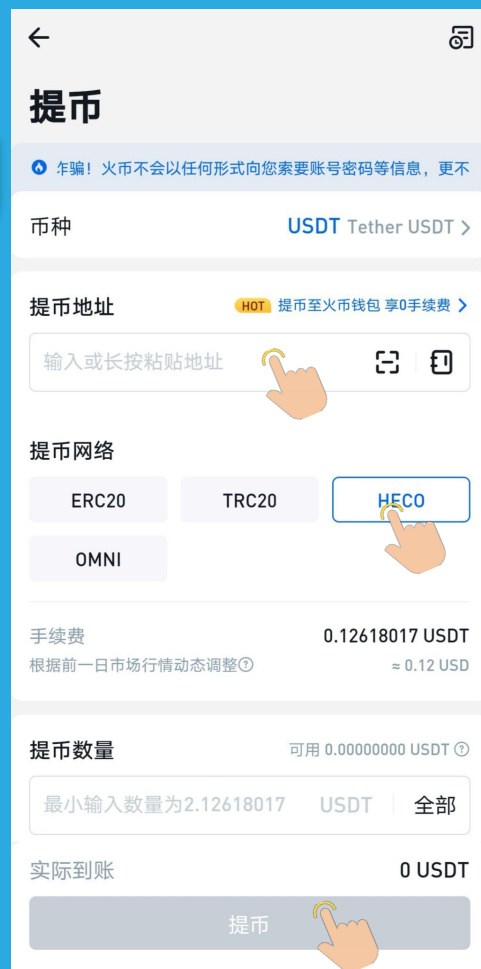 提币
作骗！火币不会以任何形式向您索要账号密码等信息，更不
币种 USDT Tether USDT >
提币地址 HOT 提币至火币钱包 享0手续费 >
输入或长按粘贴地址
提币网络
ERC20 TRC20 HECO
OMNI
手续费 0.12618017 USDT
根据前一日市场行情动态调整? ≈ 0.12 USD
提币数量 可用 0.00000000 USDT ?
最小输入数量为2.12618017 USDT 全部
实际到账 0 USDT
提币